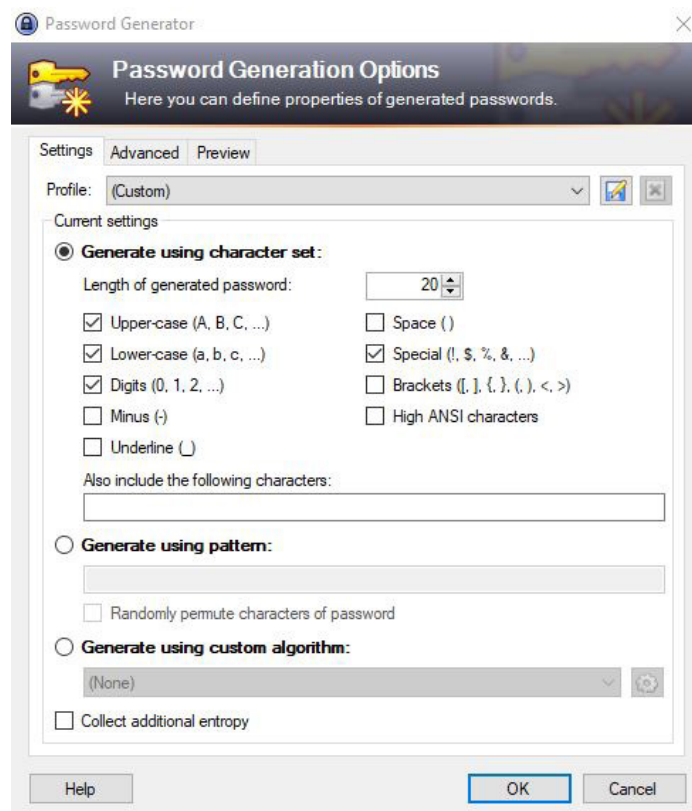 Password Generator
Password Generation Options
Here you can define properties of generated passwords.
Settings Advanced Preview
Profile: (Custom)
Current settings
Generate using character set:
Length of generated password: 20
Upper-case (A, B, C, ...) Space ( )
Lower-case (a, b, c, ...) Special (!, $, %, &, ...)
Digits (0, 1, 2, ...) Brackets ([, ], {, }, (, ), <, >)
Minus (-) High ANSI characters
Underline (_)
Also include the following characters:
Generate using pattern:
Randomly permute characters of password
Generate using custom algorithm:
(None)
Collect additional entropy
Help OK Cancel